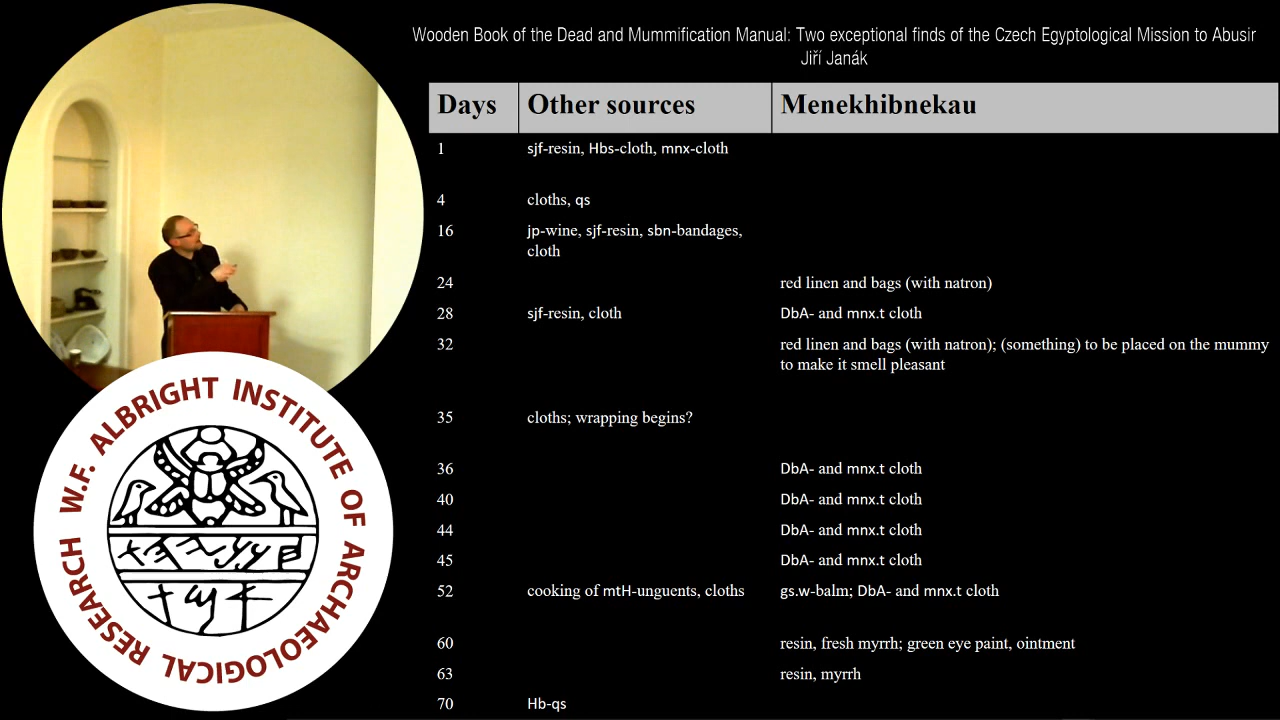 Wooden Book of the Dead and Mummification Manual: Two exceptional finds of the Czech Egyptological Mission to Abusir
Jiří Janák
Days Other sources Menekhibnekau
1 sjf-resin, Hbs-cloth, mnx-cloth
4 cloths, qs
16 jp-wine, sjf-resin, sbn-bandages,
cloth
24 red linen and bags (with natron)
28 sjf-resin, cloth DbA- and mnx.t cloth
32 red linen and bags (with natron); (something) to be placed on the mummy
to make it smell pleasant
35 cloths; wrapping begins?
36 DbA- and mnx.t cloth
40 DbA- and mnx.t cloth
44 DbA- and mnx.t cloth
45 DbA- and mnx.t cloth
52 cooking of mtH-unguents, cloths gs.w-balm; DbA- and mnx.t cloth
60 resin, fresh myrrh; green eye paint, ointment
63 resin, myrrh
70 Hb-qs
W.F. ALBRIGHT INSTITUTE OF ARCHAEOLOGICAL RESEARCH